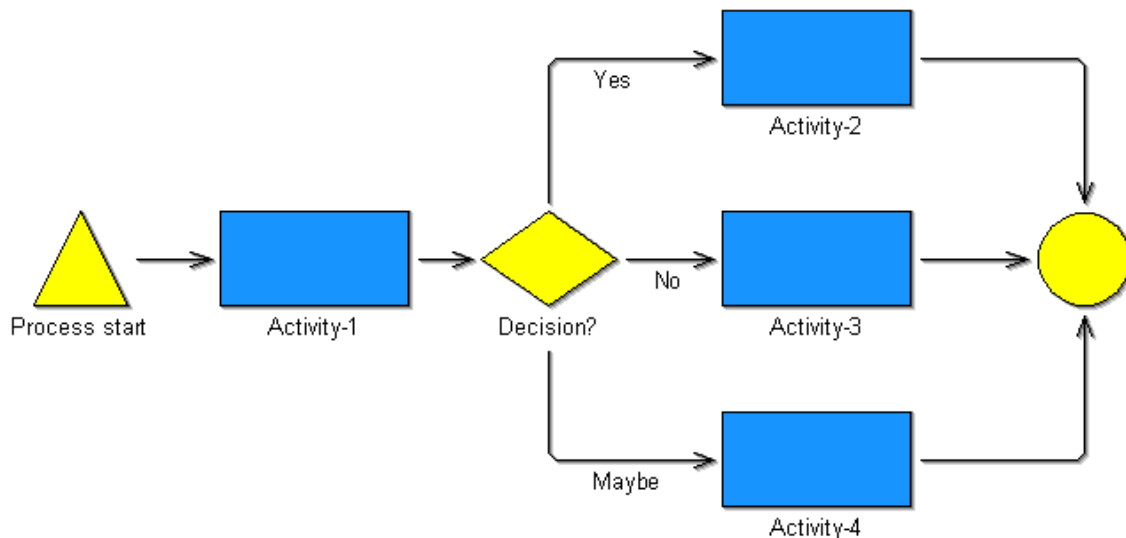 Yes
Activity-2
Process start
Activity-1
Decision?
No
Activity-3
Maybe
Activity-4